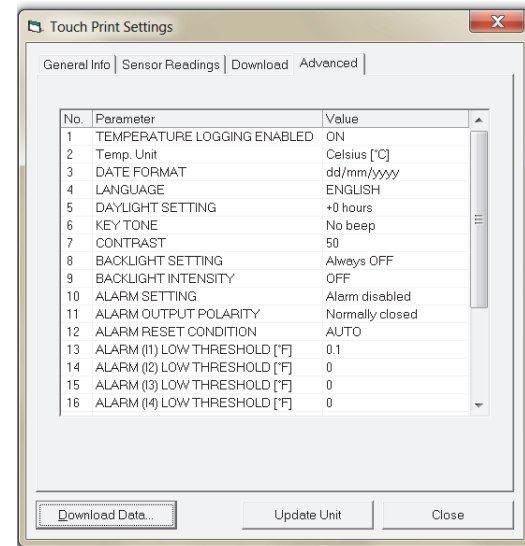 Touch Print Settings
General Info Sensor Readings Download Advanced
No. Parameter Value
1 TEMPERATURE LOGGING ENABLED ON
2 Temp. Unit Celsius [°C]
3 DATE FORMAT dd/mm/yyyy
4 LANGUAGE ENGLISH
5 DAYLIGHT SETTING +0 hours
6 KEY TONE No beep
7 CONTRAST 50
8 BACKLIGHT SETTING Always OFF
9 BACKLIGHT INTENSITY OFF
10 ALARM SETTING Alarm disabled
11 ALARM OUTPUT POLARITY Normally closed
12 ALARM RESET CONDITION AUTO
13 ALARM (I1) LOW THRESHOLD [°F] 0.1
14 ALARM (I2) LOW THRESHOLD [°F] 0
15 ALARM (I3) LOW THRESHOLD [°F] 0
16 ALARM (I4) LOW THRESHOLD [°F] 0
Download Data... Update Unit Close